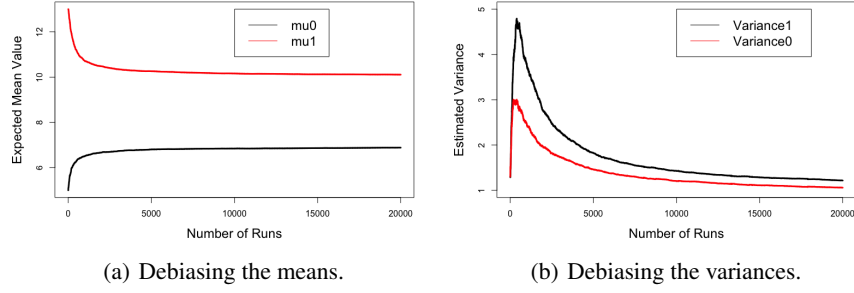 mu0
mu1
Expected Mean Value
6
8
10
12
0
5000
10000
15000
20000
Number of Runs
(a) Debiasing the means.
Variance1
Variance0
Estimated Variance
1
2
3
4
5
0
5000
10000
15000
20000
Number of Runs
(b) Debiasing the variances.